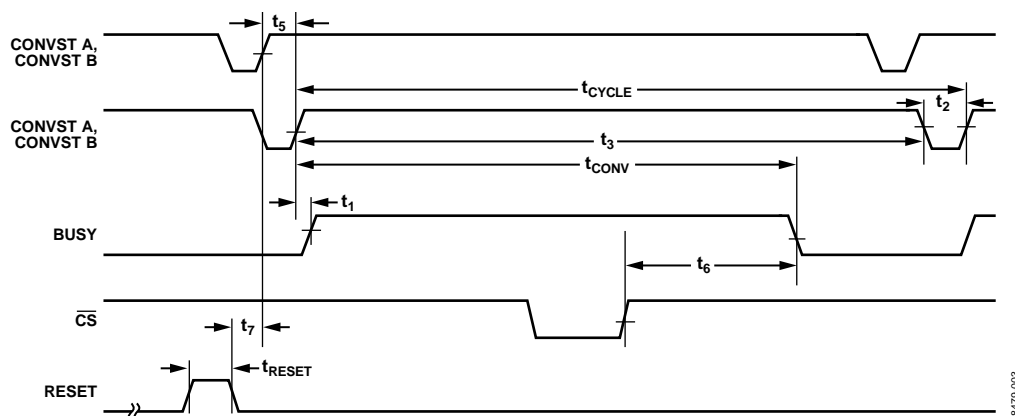 t5
CONVST A,
CONVST B
tCYCLE
t2
CONVST A,
CONVST B
t3
tCONV
t1
BUSY
t6
CS
t7
tRESET
RESET